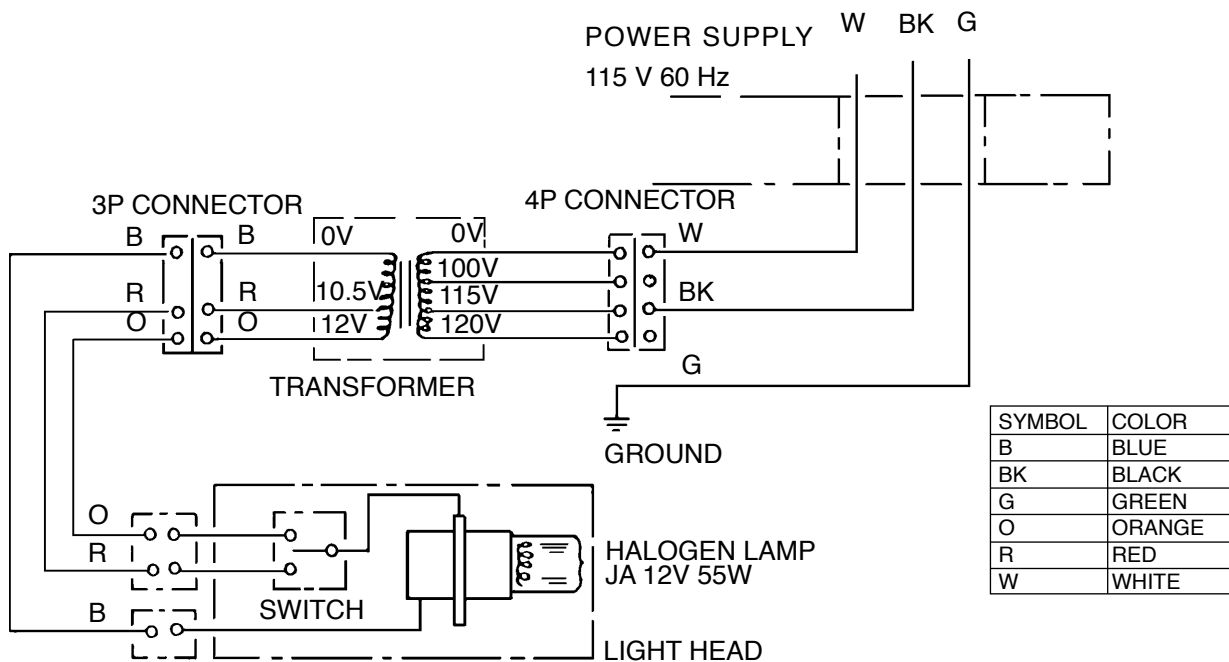 POWER SUPPLY
115 V 60 Hz
W BK G
3P CONNECTOR
4P CONNECTOR
B B 0V 0V W
100V
R R 10.5V 115V BK
O O 12V 120V
TRANSFORMER
G
GROUND
SYMBOL COLOR
B BLUE
BK BLACK
G GREEN
O ORANGE
R RED
W WHITE
O
R
B
SWITCH
HALOGEN LAMP
JA 12V 55W
LIGHT HEAD